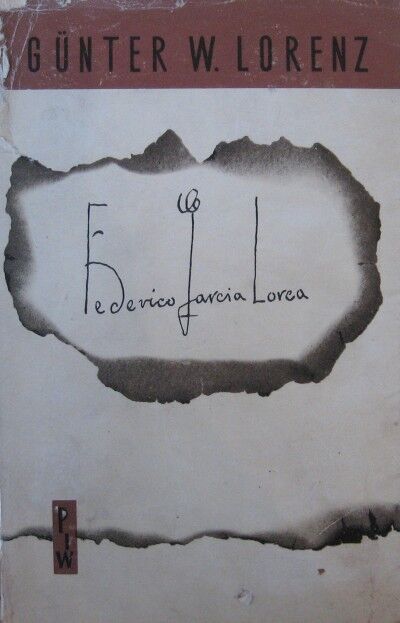 GÜNTER W. LORENZ
Federico García Lorca
PIW